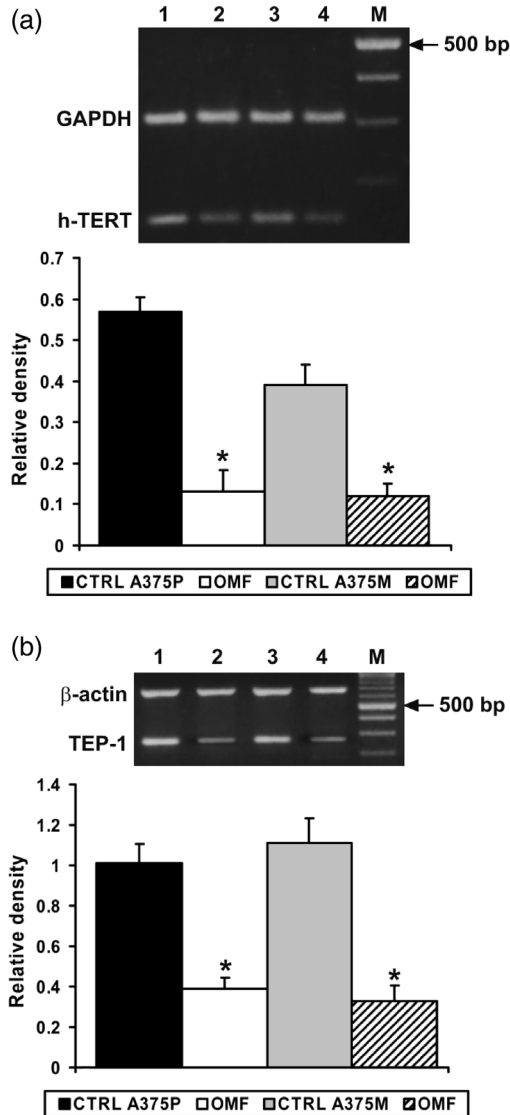 (a)
1 2 3 4 M
500 bp
GAPDH
h-TERT
Relative density
0.7
0.6
0.5
0.4
0.3
0.2
0.1
0
*
*
CTRL A375P OMF CTRL A375M OMF
(b)
1 2 3 4 M
β-actin
500 bp
TEP-1
Relative density
1.4
1.2
1
0.8
0.6
0.4
0.2
0
*
*
CTRL A375P OMF CTRL A375M OMF